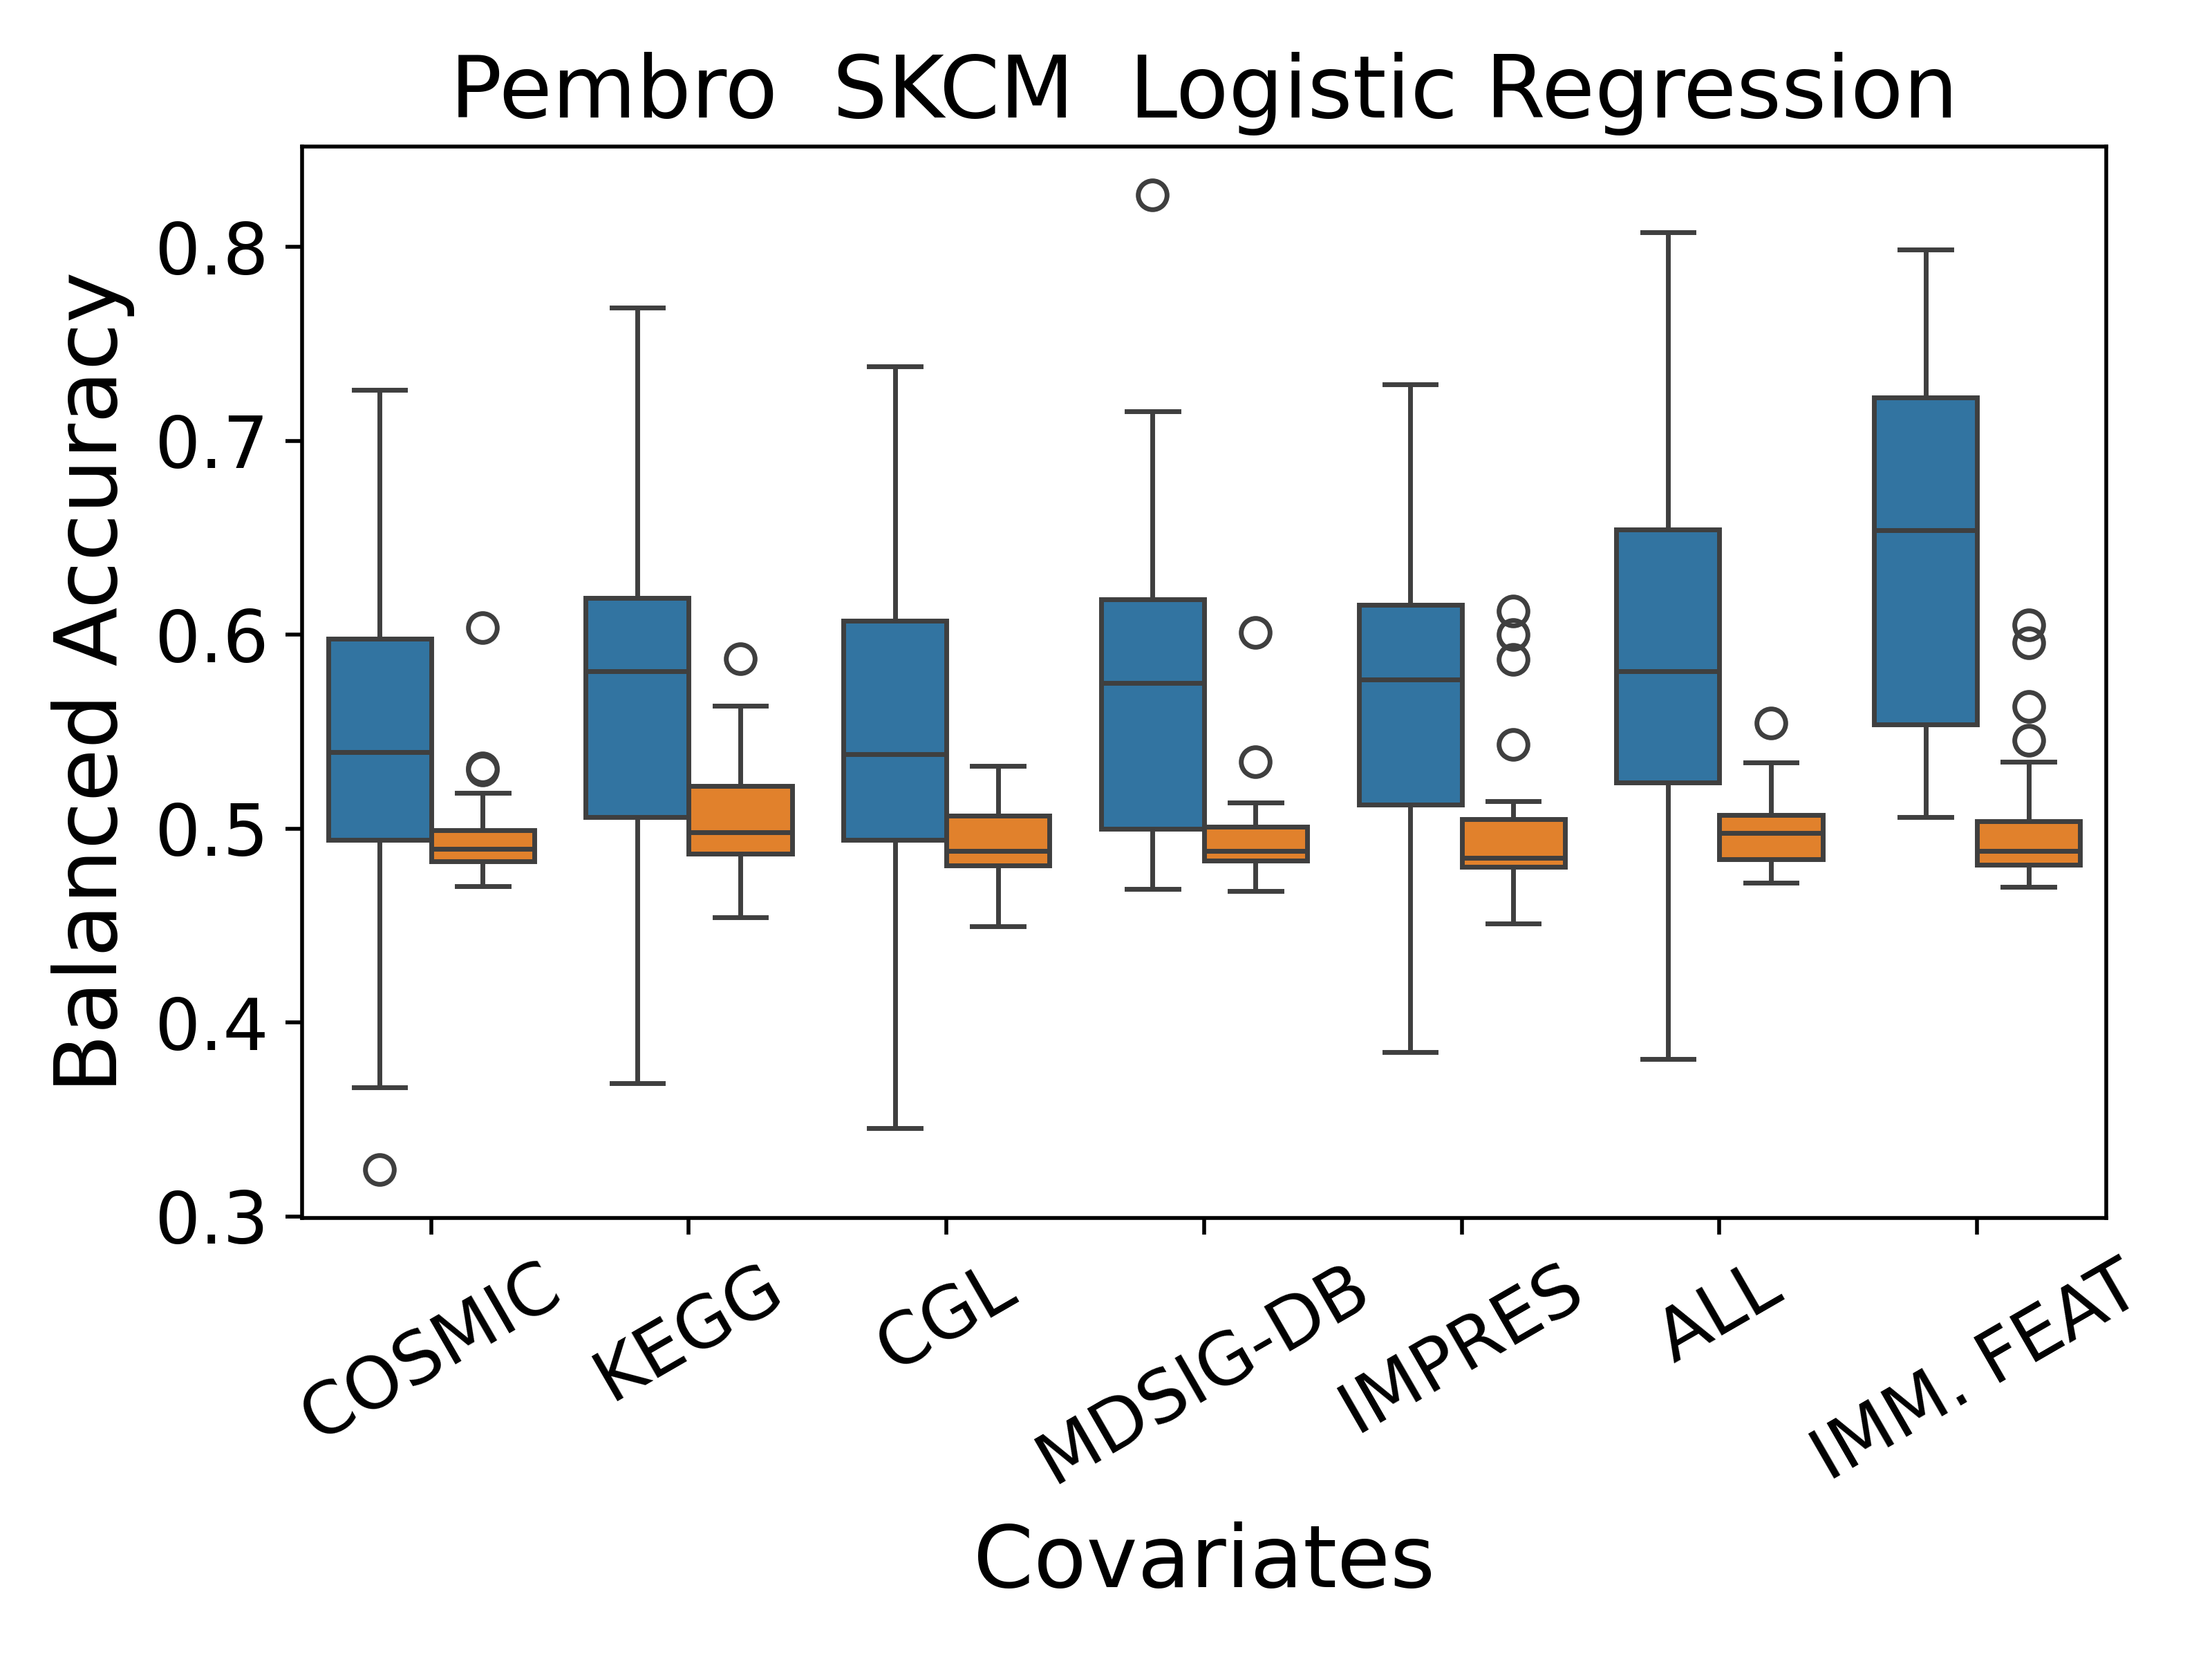 Pembro  SKCM  Logistic Regression
Balanced Accuracy
0.8
0.7
0.6
0.5
0.4
0.3
COSMIC
KEGG
CGL
MDSIG-DB
IMPRES
ALL
IMM. FEAT
Covariates